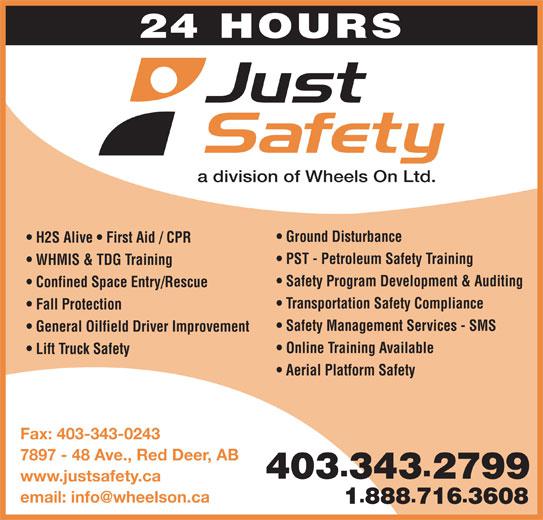 24 HOURS
Just
Safety
a division of Wheels On Ltd.
• H2S Alive • First Aid / CPR
• WHMIS & TDG Training
• Confined Space Entry/Rescue
• Fall Protection
• General Oilfield Driver Improvement
• Lift Truck Safety
• Ground Disturbance
• PST - Petroleum Safety Training
• Safety Program Development & Auditing
• Transportation Safety Compliance
• Safety Management Services - SMS
• Online Training Available
• Aerial Platform Safety
Fax: 403-343-0243
7897 - 48 Ave., Red Deer, AB
www.justsafety.ca
email: info@wheelson.ca
403.343.2799
1.888.716.3608